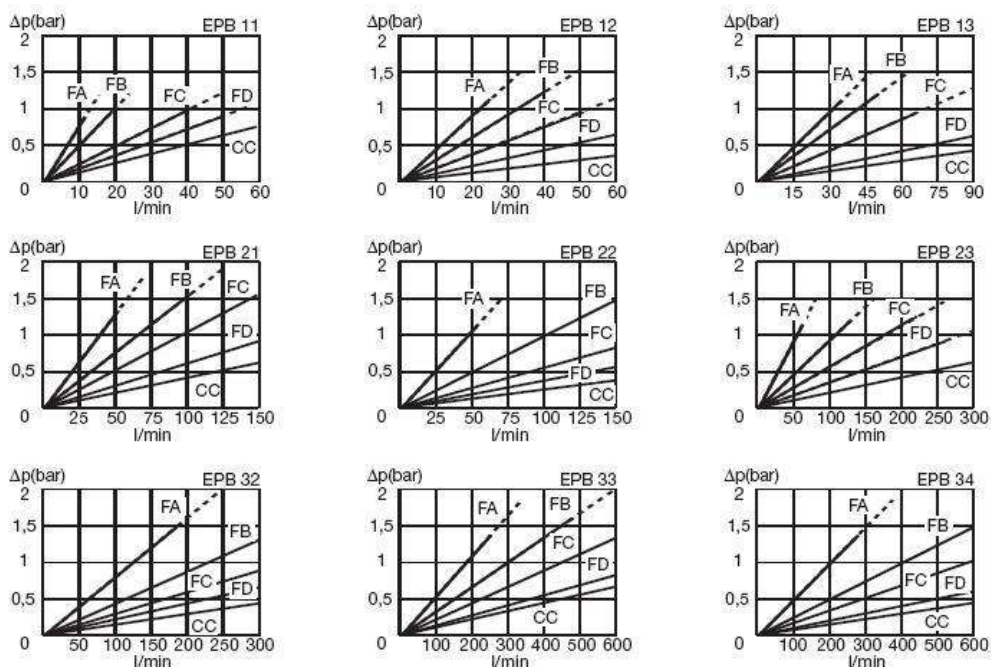 Δp(bar) EPB 11
2
1,5
FA FB FC FD
1
0,5
CC
0
10 20 30 40 50 60
l/min
Δp(bar) EPB 12
2
1,5
FA FB
FC
1
FD
0,5
CC
0
10 20 30 40 50 60
l/min
Δp(bar) EPB 13
2
1,5
FA FB
FC
1
FD
0,5
CC
0
15 30 45 60 75 90
l/min
Δp(bar) EPB 21
2
FA FB FC
1,5
1
FD
0,5
CC
0
25 50 75 100 125 150
l/min
Δp(bar) EPB 22
2
FB
1,5
FA
1
FC
0,5
FD
CC
0
25 50 75 100 125 150
l/min
Δp(bar) EPB 23
2
FB
1,5
FA FC
1
FD
0,5
CC
0
50 100 150 200 250 300
l/min
Δp(bar) EPB 32
2
FA
1,5
FB
1
FC
FD
0,5
CC
0
50 100 150 200 250 300
l/min
Δp(bar) EPB 33
2
FA FB
1,5
FC
1
FD
0,5
CC
0
100 200 300 400 500 600
l/min
Δp(bar) EPB 34
2
FA
1,5
FB
1
FC FD
0,5
CC
0
100 200 300 400 500 600
l/min